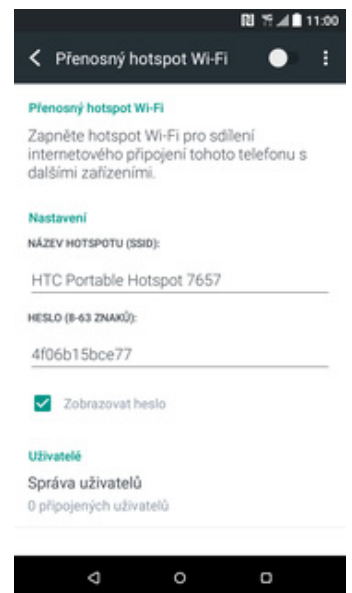 11:00
Přenosný hotspot Wi-Fi
Přenosný hotspot Wi-Fi
Zapněte hotspot Wi-Fi pro sdílení
internetového připojení tohoto telefonu s
dalšími zařízeními.
Nastavení
NÁZEV HOTSPOTU (SSID):
HTC Portable Hotspot 7657
HESLO (8-63 ZNAKŮ):
4f06b15bce77
Zobrazovat heslo
Uživatelé
Správa uživatelů
0 připojených uživatelů